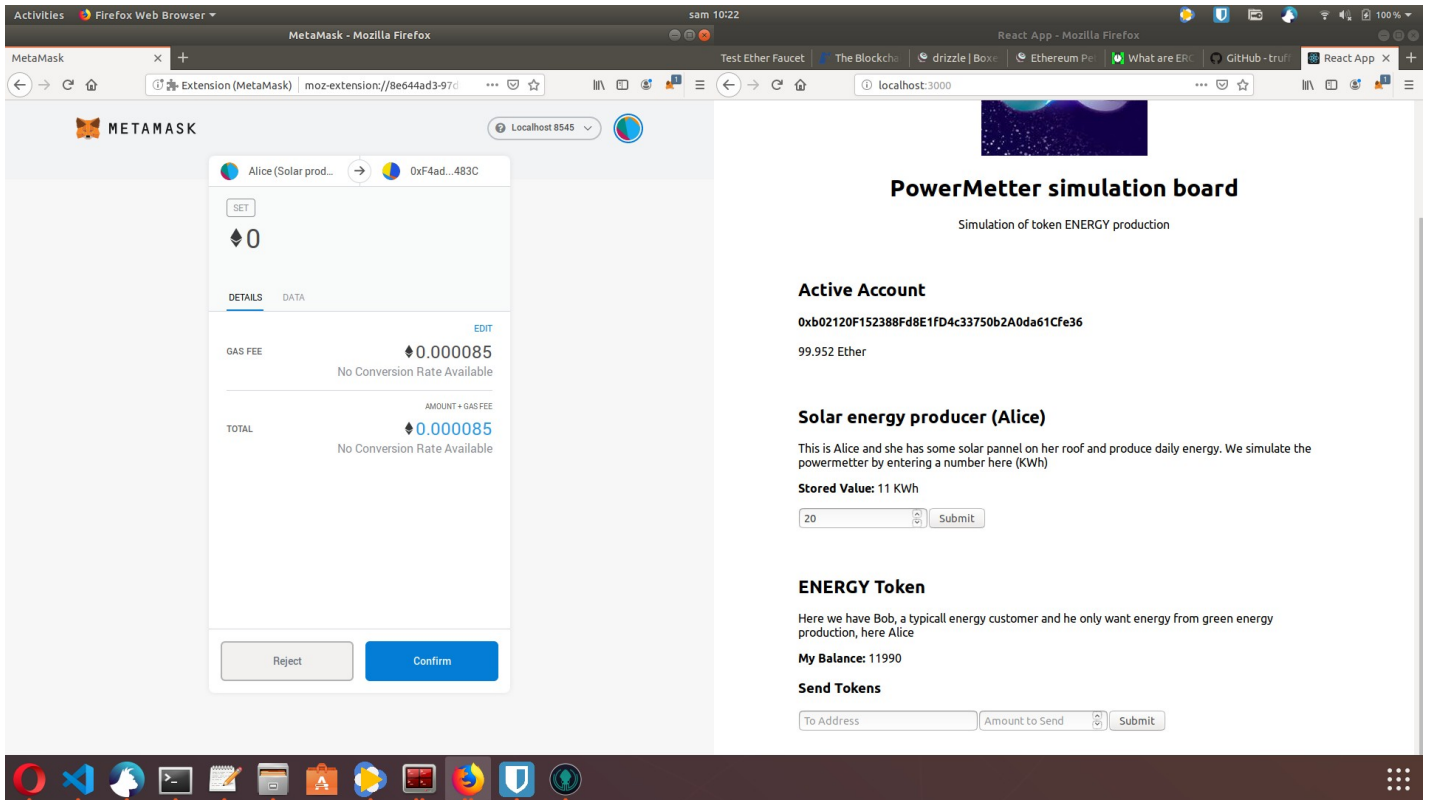 Activities Firefox Web Browser sam 10:22 100 %
MetaMask - Mozilla Firefox
React App - Mozilla Firefox
MetaMask
Test Ether Faucet The Blockcha drizzle | Boxe Ethereum Pe What are ERC GitHub - truff React App
Extension (MetaMask) moz-extension://8e644ad3-97d
localhost:3000
METAMASK
Localhost 8545
Alice (Solar prod... 0xF4ad...483C
SET
0
DETAILS DATA
EDIT
GAS FEE 0.000085
No Conversion Rate Available
AMOUNT + GAS FEE
TOTAL 0.000085
No Conversion Rate Available
Reject Confirm
PowerMetter simulation board
Simulation of token ENERGY production
Active Account
0xb02120F152388Fd8E1fD4c33750b2A0da61Cfe36
99.952 Ether
Solar energy producer (Alice)
This is Alice and she has some solar pannel on her roof and produce daily energy. We simulate the
powermetter by entering a number here (KWh)
Stored Value: 11 KWh
20 Submit
ENERGY Token
Here we have Bob, a typicall energy customer and he only want energy from green energy
production, here Alice
My Balance: 11990
Send Tokens
To Address Amount to Send Submit